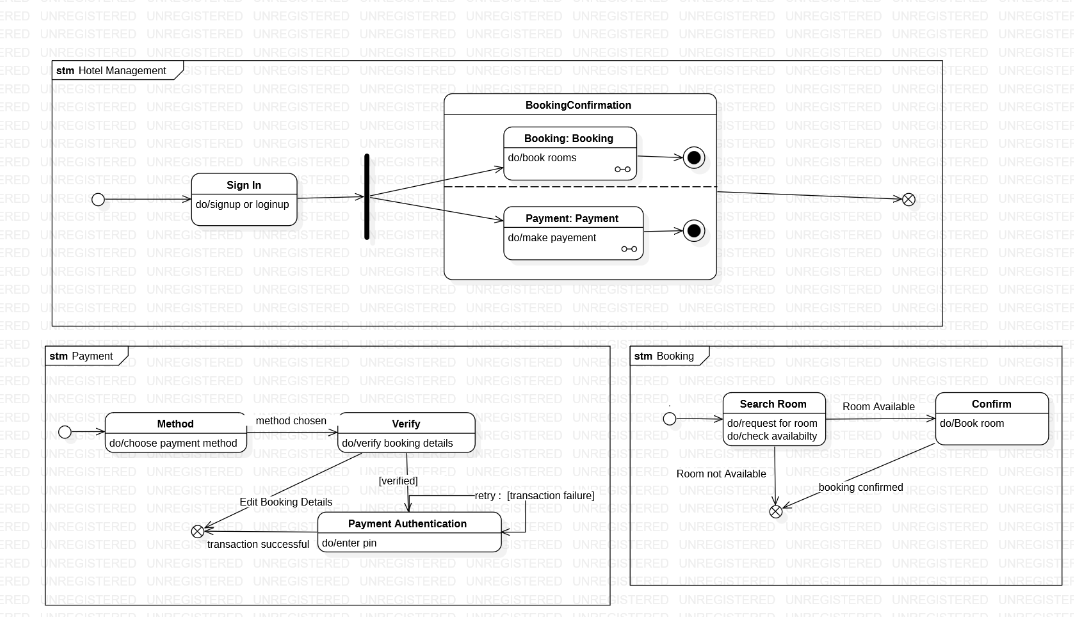 stm Hotel Management
BookingConfirmation
Booking: Booking
do/book rooms
Sign In
do/signup or loginup
Payment: Payment
do/make payement
stm Payment
method chosen
Method
do/choose payment method
Verify
do/verify booking details
[verified]
Edit Booking Details
retry : [transaction failure]
Payment Authentication
do/enter pin
transaction successful
stm Booking
Search Room
do/request for room
do/check availabilty
Room Available
Confirm
do/Book room
Room not Available
booking confirmed
UNREGISTERED